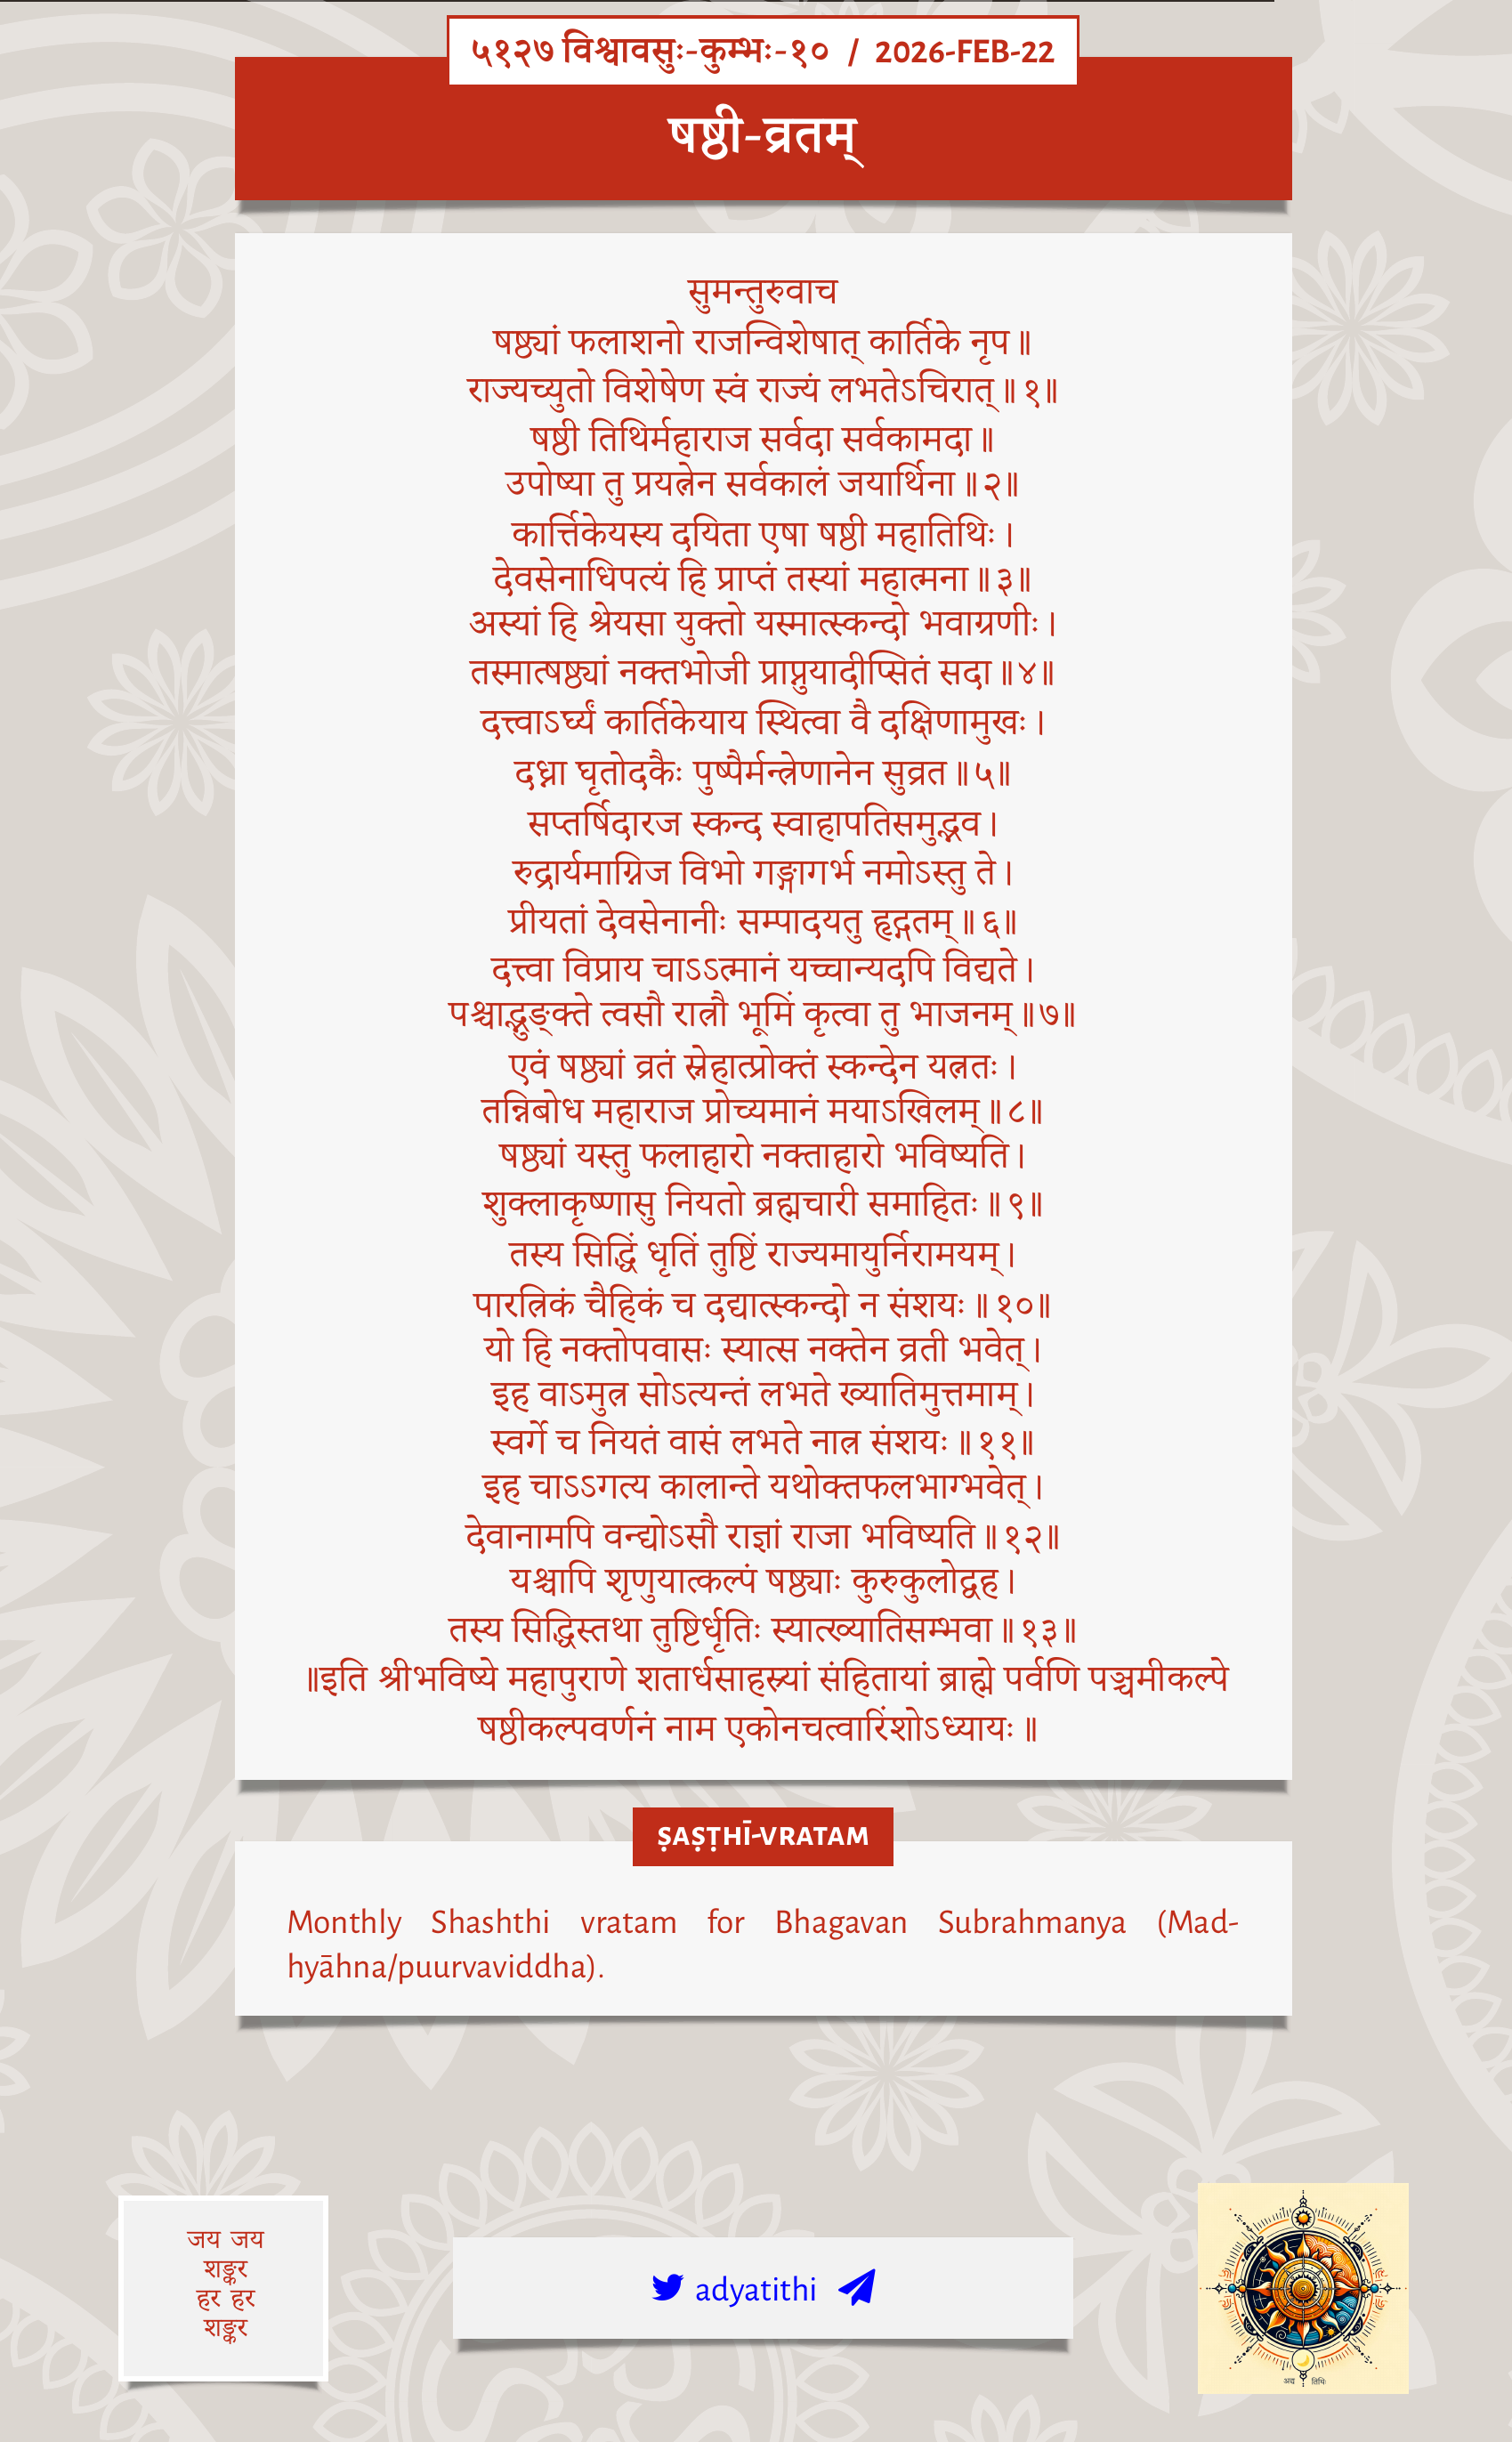 ५१२७ विश्वावसुः-कुम्भः-१० / 2026-FEB-22
षष्ठी-व्रतम्
सुमन्तुरुवाच
षष्ठ्यां फलाशनो राजन्विशेषात् कार्तिके नृप॥
राज्यच्युतो विशेषेण स्वं राज्यं लभतेऽचिरात्॥१॥
षष्ठी तिथिर्महाराज सर्वदा सर्वकामदा॥
उपोष्या तु प्रयत्नेन सर्वकालं जयार्थिना॥२॥
कार्त्तिकेयस्य दयिता एषा षष्ठी महातिथिः।
देवसेनाधिपत्यं हि प्राप्तं तस्यां महात्मना॥३॥
अस्यां हि श्रेयसा युक्तो यस्मात्स्कन्दो भवाग्रणीः।
तस्मात्षष्ठ्यां नक्तभोजी प्राप्नुयादीप्सितं सदा॥४॥
दत्त्वाऽर्घ्यं कार्तिकेयाय स्थित्वा वै दक्षिणामुखः।
दध्ना घृतोदकैः पुष्पैर्मन्त्रेणानेन सुव्रत॥५॥
सप्तर्षिदारज स्कन्द स्वाहापतिसमुद्भव।
रुद्रार्यमाग्निज विभो गङ्गागर्भ नमोऽस्तु ते।
प्रीयतां देवसेनानीः सम्पादयतु हृद्गतम्॥६॥
दत्त्वा विप्राय चाऽऽत्मानं यच्चान्यदपि विद्यते।
पश्चाद्भुङ्क्ते त्वसौ रात्रौ भूमिं कृत्वा तु भाजनम्॥७॥
एवं षष्ठ्यां व्रतं स्नेहात्प्रोक्तं स्कन्देन यत्नतः।
तन्निबोध महाराज प्रोच्यमानं मयाऽखिलम्॥८॥
षष्ठ्यां यस्तु फलाहारो नक्ताहारो भविष्यति।
शुक्लाकृष्णासु नियतो ब्रह्मचारी समाहितः॥९॥
तस्य सिद्धिं धृतिं तुष्टिं राज्यमायुर्निरामयम्।
पारत्रिकं चैहिकं च दद्यात्स्कन्दो न संशयः॥१०॥
यो हि नक्तोपवासः स्यात्स नक्तेन व्रती भवेत्।
इह वाऽमुत्र सोऽत्यन्तं लभते ख्यातिमुत्तमाम्।
स्वर्गे च नियतं वासं लभते नात्र संशयः॥११॥
इह चाऽऽगत्य कालान्ते यथोक्तफलभाग्भवेत्।
देवानामपि वन्द्योऽसौ राज्ञां राजा भविष्यति॥१२॥
यश्चापि शृणुयात्कल्पं षष्ठ्याः कुरुकुलोद्वह।
तस्य सिद्धिस्तथा तुष्टिर्धृतिः स्यात्ख्यातिसम्भवा॥१३॥
॥इति श्रीभविष्ये महापुराणे शतार्धसाहस्र्यां संहितायां ब्राह्मे पर्वणि पञ्चमीकल्पे
षष्ठीकल्पवर्णनं नाम एकोनचत्वारिंशोऽध्यायः॥
ṢAṢṬHĪ-VRATAM
Monthly Shashthi vratam for Bhagavan Subrahmanya (Mad-
hyāhna/puurvaviddha).
जय जय
शङ्कर
हर हर
शङ्कर
adyatithi
अद्य तिथिः